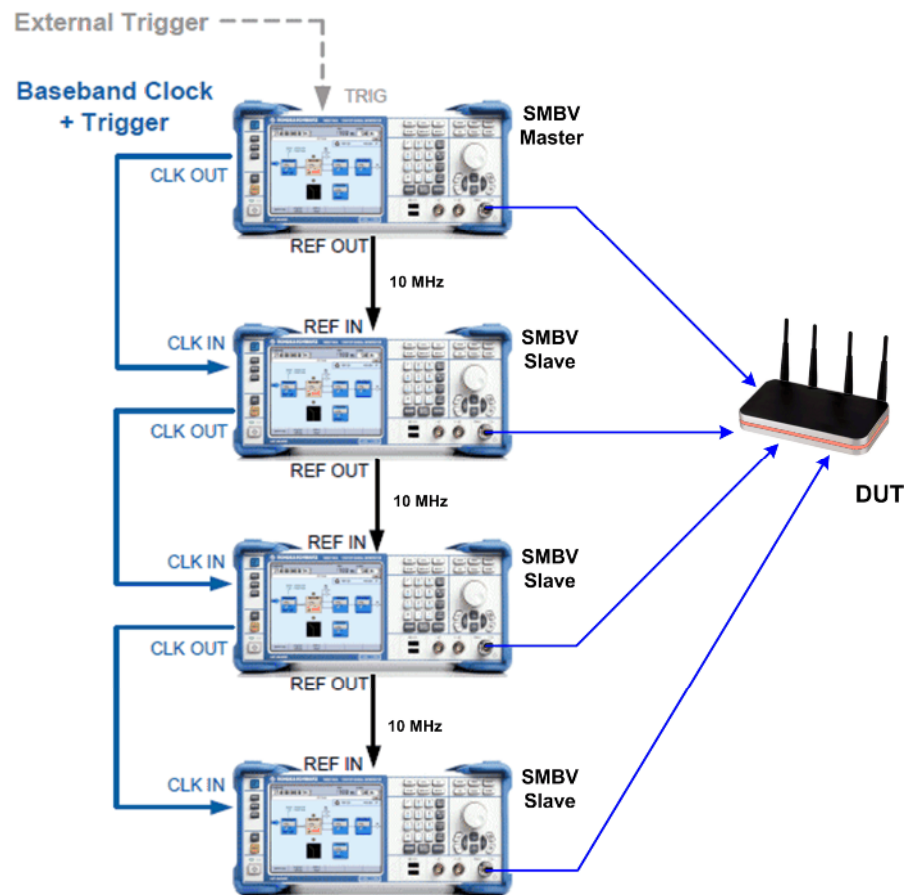 External Trigger
TRIG
Baseband Clock
+ Trigger
SMBV
Master
CLK OUT
REF OUT
10 MHz
REF IN
CLK IN
SMBV
Slave
CLK OUT
REF OUT
10 MHz
DUT
REF IN
CLK IN
SMBV
Slave
CLK OUT
REF OUT
10 MHz
REF IN
CLK IN
SMBV
Slave